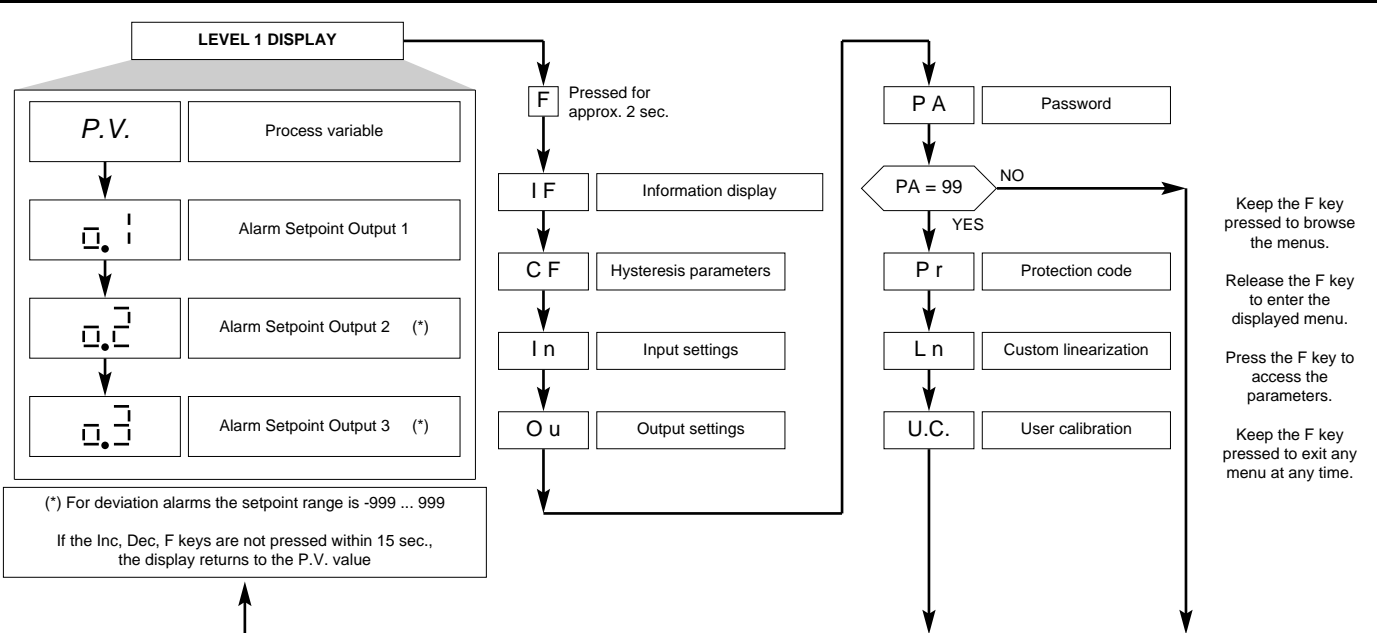 LEVEL 1 DISPLAY
P.V.
Process variable
o.1
Alarm Setpoint Output 1
o.2
Alarm Setpoint Output 2 (*)
o.3
Alarm Setpoint Output 3 (*)
(*) For deviation alarms the setpoint range is -999 ... 999
If the Inc, Dec, F keys are not pressed within 15 sec.,
the display returns to the P.V. value
F
Pressed for
approx. 2 sec.
I F
Information display
C F
Hysteresis parameters
I n
Input settings
O u
Output settings
P A
Password
PA = 99
NO
YES
P r
Protection code
L n
Custom linearization
U.C.
User calibration
Keep the F key
pressed to browse
the menus.
Release the F key
to enter the
displayed menu.
Press the F key to
access the
parameters.
Keep the F key
pressed to exit any
menu at any time.